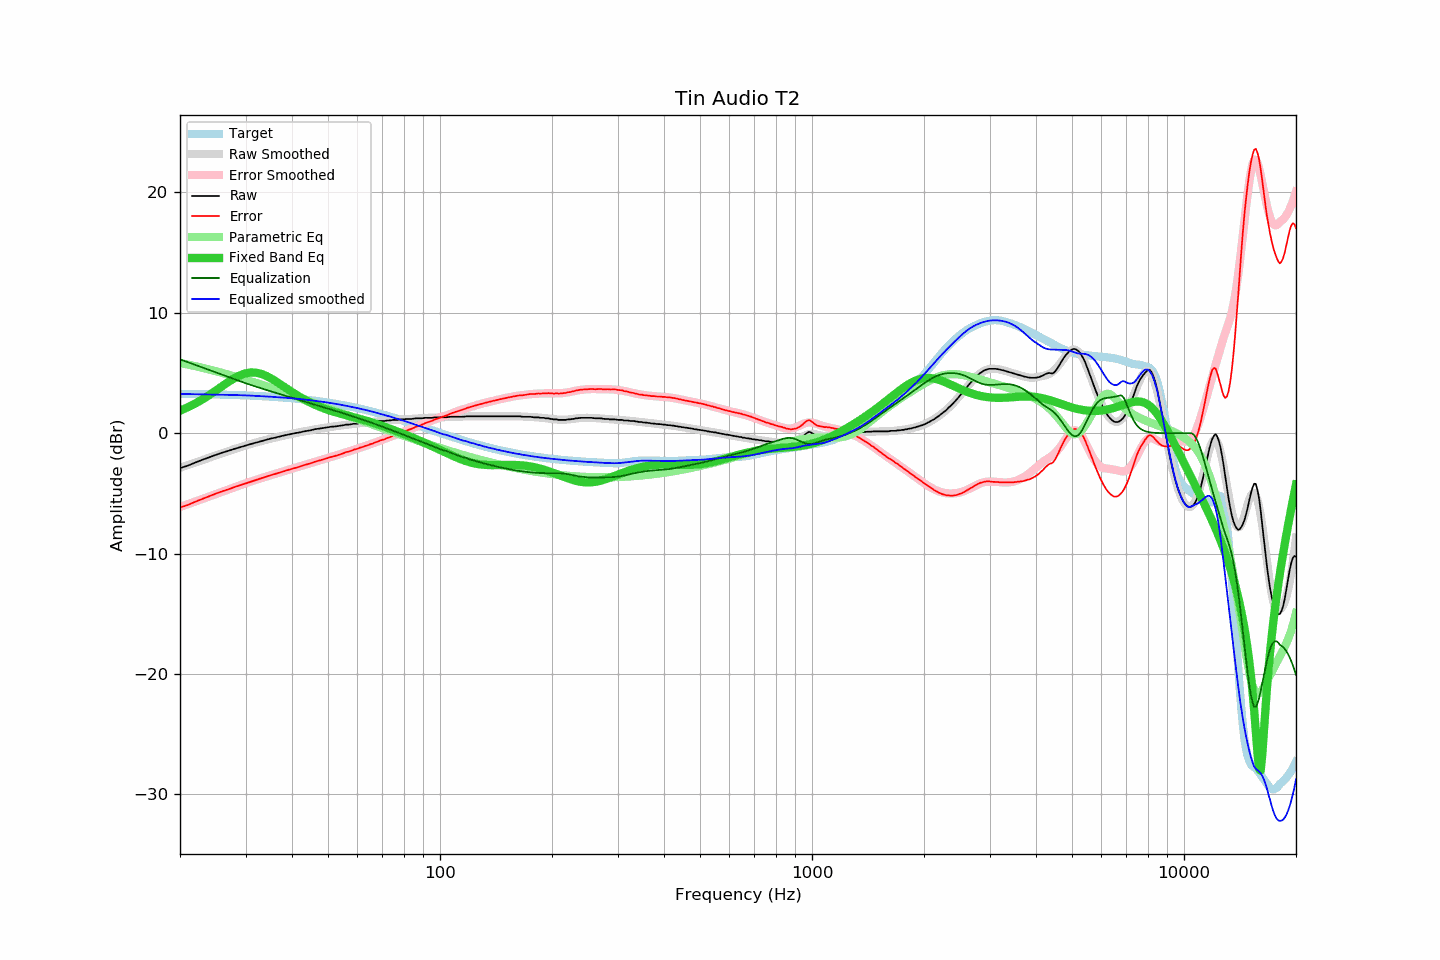 Tin Audio T2
Target
Raw Smoothed
Error Smoothed
Raw
Error
Parametric Eq
Fixed Band Eq
Equalization
Equalized smoothed
20
10
0
−10
−20
−30
Amplitude (dBr)
100
1000
10000
Frequency (Hz)